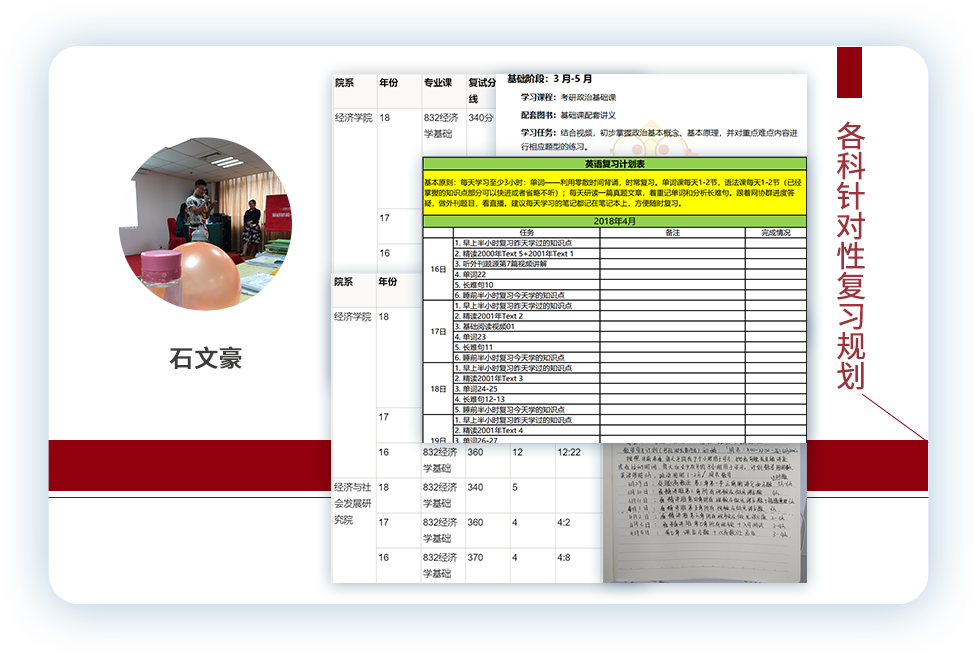 院系 年份 专业课 复试分
线
经济学院 18 832经济 340分
学基础
17
16
基础阶段：3月-5月
学习课程：考研政治基础课
配套图书：基础课配套讲义
学习任务：结合视频，初步掌握政治基本概念、基本原理，并对重点难点内容进
行相应题型的练习。
英语复习计划表
基本原则：每天学习至少3小时：单词——利用零散时间背诵，时常复习。单词课每天1-2节，语法课每天1-2节（已经
掌握的知识点部分可以快进或者省略不听）；每天研读一篇真题文章，着重记单词和分析长难句。跟着网协群进度答
疑，做外刊题目，看直播。建议每天学习的笔记都记在笔记本上，方便随时复习。
2018年4月
任务 备注 完成情况
16日
1. 早上半小时复习昨天学过的知识点
2. 精读2000年Text 5+2001年Text 1
3. 听外刊题源第7篇视频讲解
4. 单词22
5. 长难句10
6. 睡前半小时复习今天学的知识点
17日
1. 早上半小时复习昨天学过的知识点
2. 精读2001年Text 2
3. 基础阅读视频01
4. 单词23
5. 长难句11
6. 睡前半小时复习今天学的知识点
18日
1. 早上半小时复习昨天学过的知识点
2. 精读2001年Text 3
3. 单词24-25
4. 长难句12-13
5. 睡前半小时复习今天学的知识点
19日
1. 早上半小时复习昨天学过的知识点
2. 精读2001年Text 4
3. 单词26-27
院系 年份
经济学院 18
17
16 832经济 360 12 12:22
学基础
经济与社 18 832经济 340 5
会发展研 学基础
究院 17 832经济 360 4 4:2
学基础
16 832经济 370 4 4:8
学基础
石文豪
各科针对性复习规划